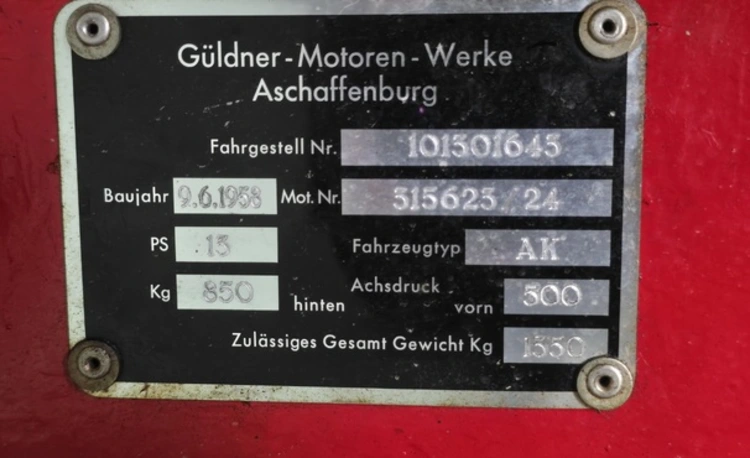 Güldner-Motoren-Werke
Aschaffenburg
Fahrgestell Nr. 101301643
Baujahr 9.6.1958 Mot. Nr. 315623/24
PS 13 Fahrzeugtyp AK
Kg 850 hinten Achsdruck vorn 500
Zulässiges Gesamt Gewicht Kg 1350